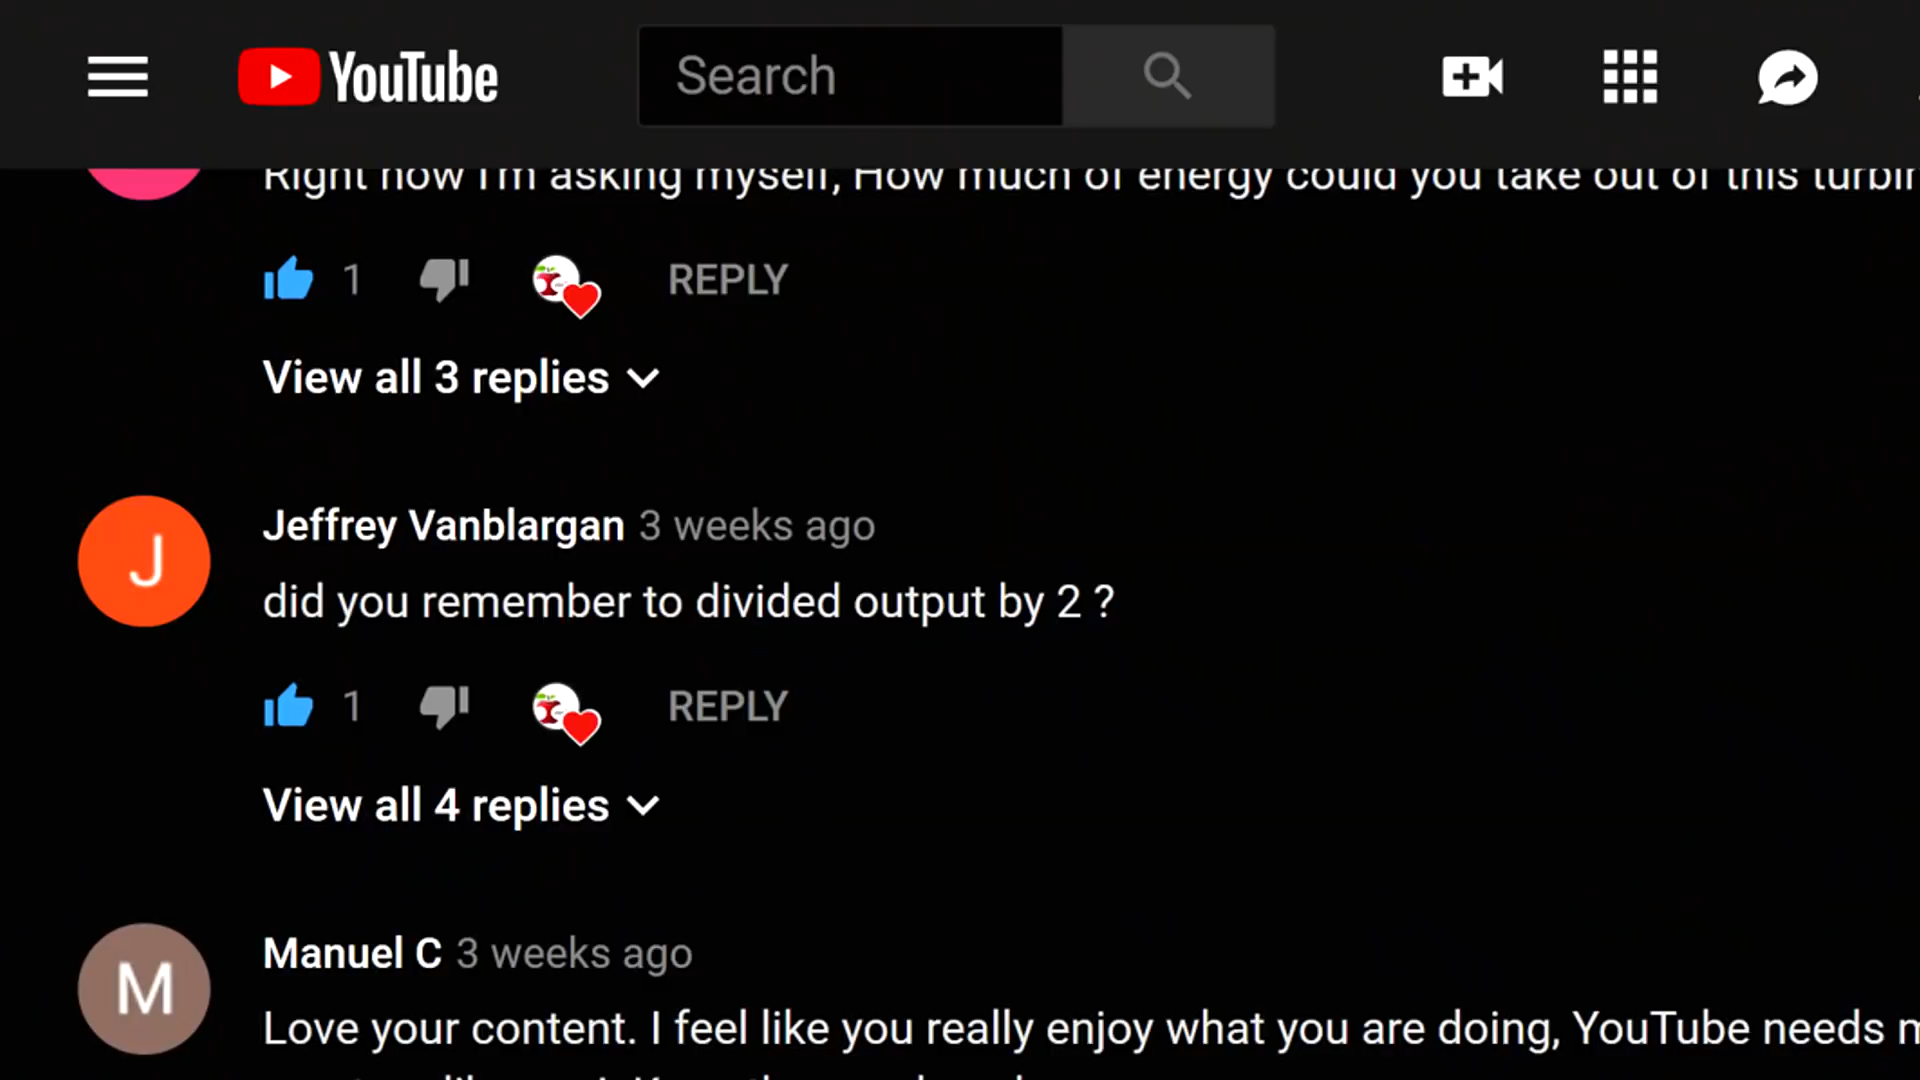 YouTube
Search
Right now I'm asking myself, How much of energy could you take out of this
1
REPLY
View all 3 replies
J
Jeffrey Vanblargan 3 weeks ago
did you remember to divided output by 2 ?
1
REPLY
View all 4 replies
M
Manuel C 3 weeks ago
Love your content. I feel like you really enjoy what you are doing, YouTube needs